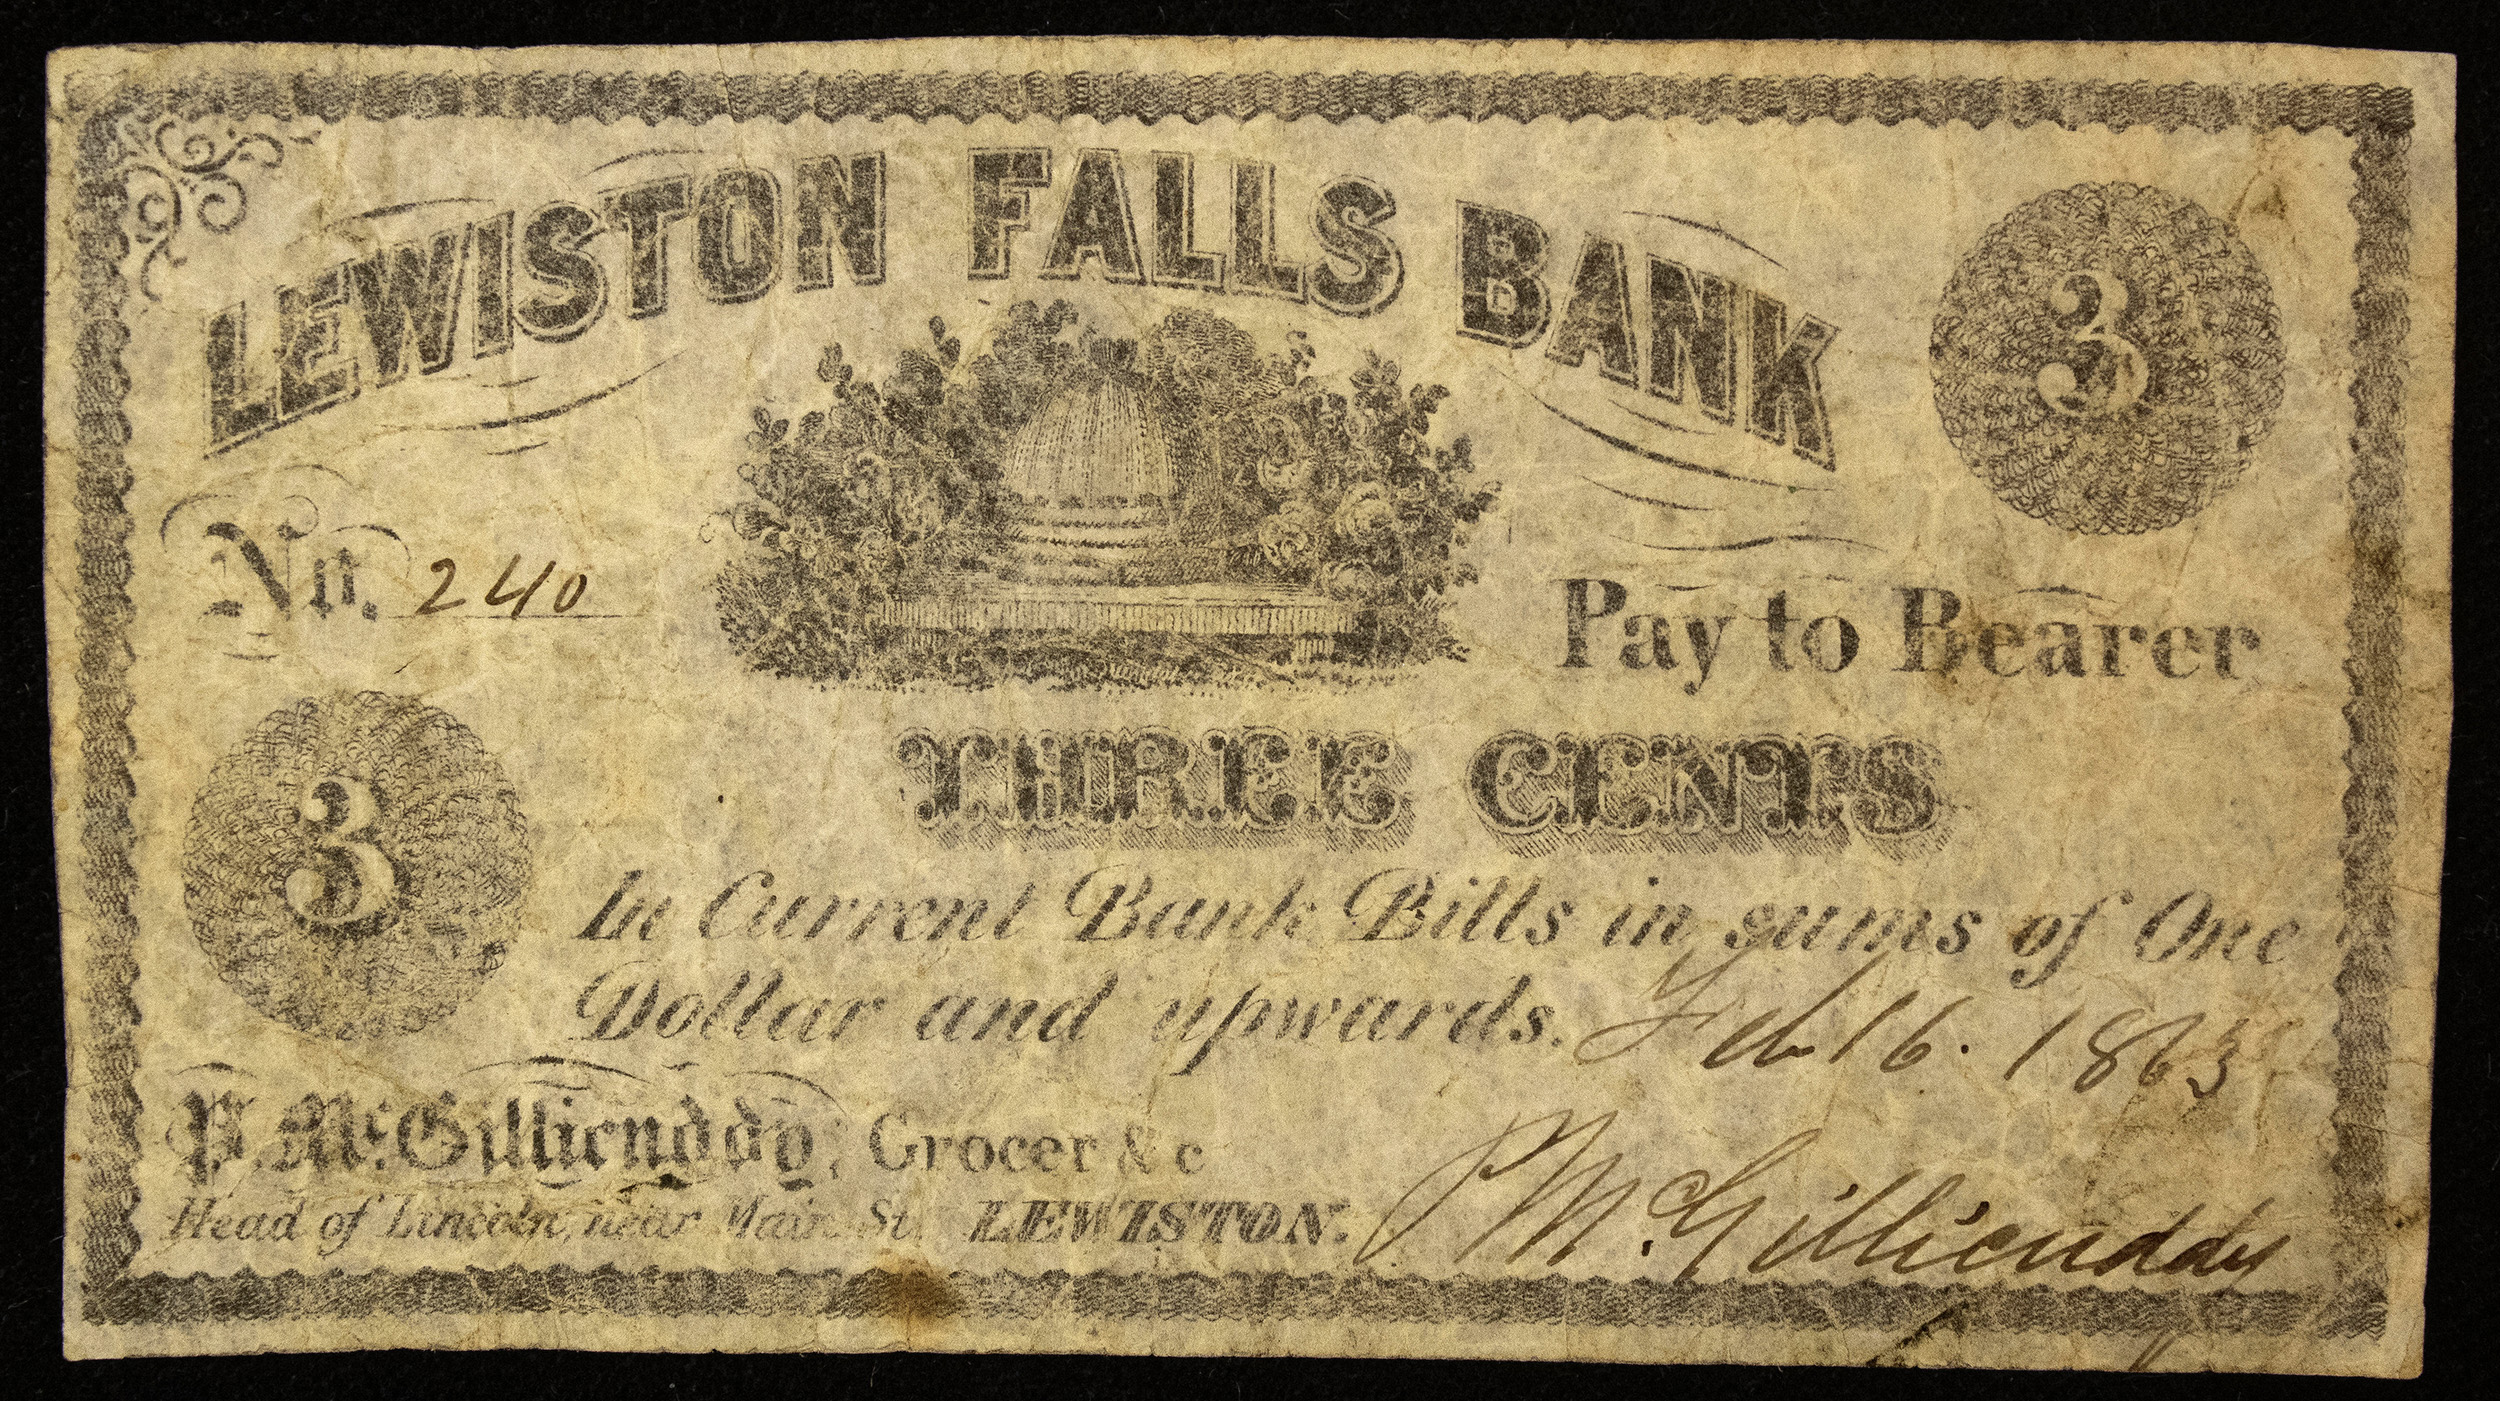 LEWISTON FALLS BANK
3
No. 240
Pay to Bearer
THREE CENTS
3
In Current Bank Bills in sums of One
Dollar and upwards. Feb 16. 1863
P. McGillicuddy, Grocer &c
Head of Lincoln, near Main St. LEWISTON.
P McGillicuddy